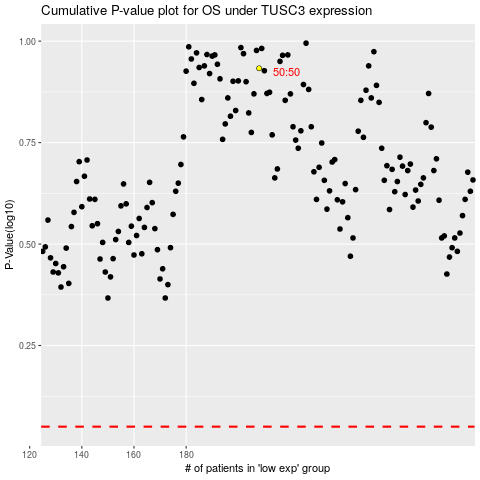 Cumulative P-value plot for OS under TUSC3 expression
1.00
50:50
0.75
P-Value(log10)
0.50
0.25
120 140 160 180
# of patients in 'low exp' group